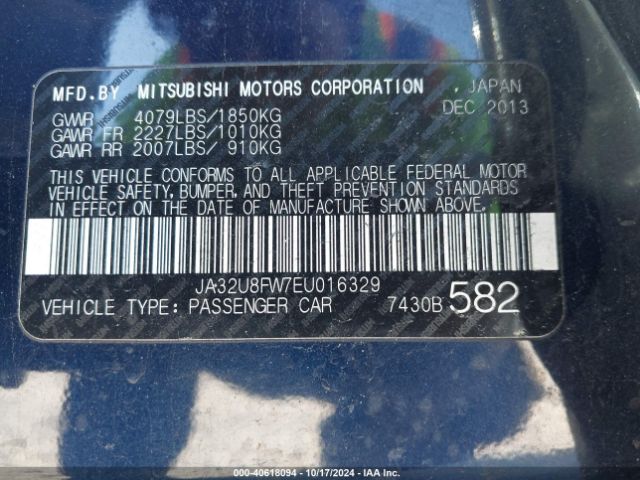 MFD.BY MITSUBISHI MOTORS CORPORATION , JAPAN
GVWR 4079LBS/1850KG DEC 2013
GAWR FR 2227LBS/1010KG
GAWR RR 2007LBS/ 910KG
THIS VEHICLE CONFORMS TO ALL APPLICABLE FEDERAL MOTOR
VEHICLE SAFETY, BUMPER, AND THEFT PREVENTION STANDARDS
IN EFFECT ON THE DATE OF MANUFACTURE SHOWN ABOVE.
JA32U8FW7EU016329
VEHICLE TYPE: PASSENGER CAR 7430B 582
000-40618094 - 10/17/2024 - IAA Inc.